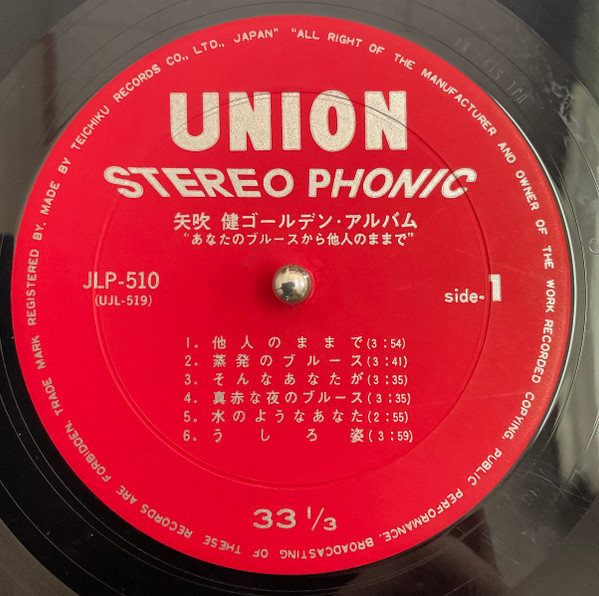 TRADE MARK REGISTERED BY. MADE BY TEICHIKU RECORDS CO., LTD., JAPAN" "ALL RIGHT OF THE MANUFACTURER AND OWNER OF THE WORK RECORDED COPYING. PUBLIC PERFORMANCE. BROADCASTING OF THESE RECORDS ARE FORBIDDEN.
UNION
STEREO PHONIC
矢吹 健ゴールデン・アルバム
“あなたのブルースから他人のままで”
JLP-510
(UJL-519)
side-1
1. 他人のままで(3:54)
2. 蒸発のブルース(3:41)
3. そんなあなたが(3:35)
4. 真赤な夜のブルース(3:35)
5. 水のようなあなた(2:55)
6. うしろ姿(3:59)
33 1/3